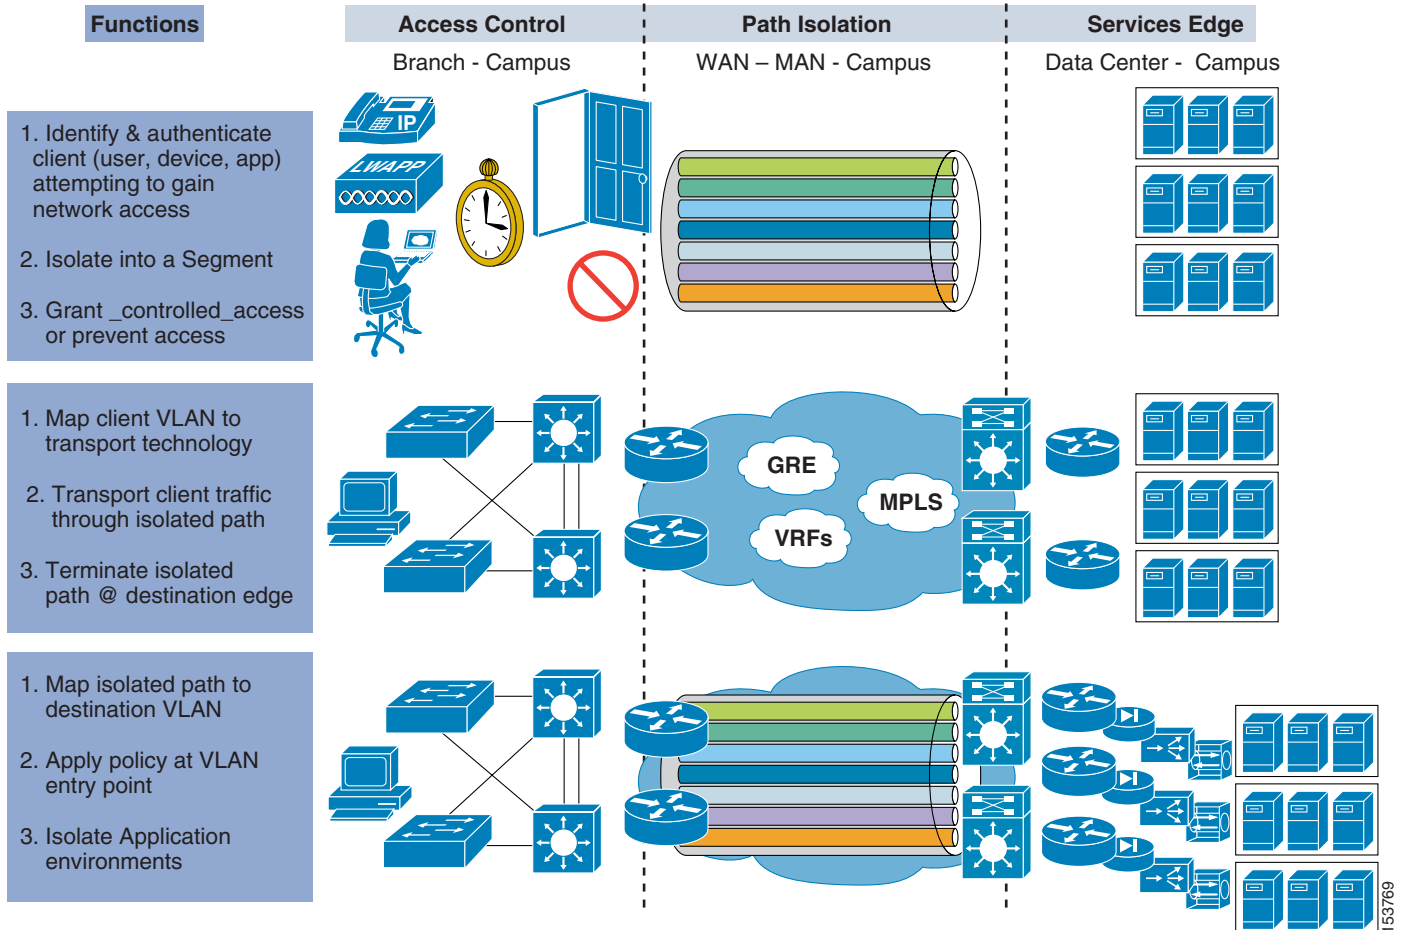 Functions
Access Control
Path Isolation
Services Edge
Branch - Campus
WAN – MAN - Campus
Data Center - Campus
1. Identify & authenticate
client (user, device, app)
attempting to gain
network access
2. Isolate into a Segment
3. Grant _controlled_access
or prevent access
IP
LWAPP
1. Map client VLAN to
transport technology
2. Transport client traffic
through isolated path
3. Terminate isolated
path @ destination edge
GRE
MPLS
VRFs
1. Map isolated path to
destination VLAN
2. Apply policy at VLAN
entry point
3. Isolate Application
environments
153769